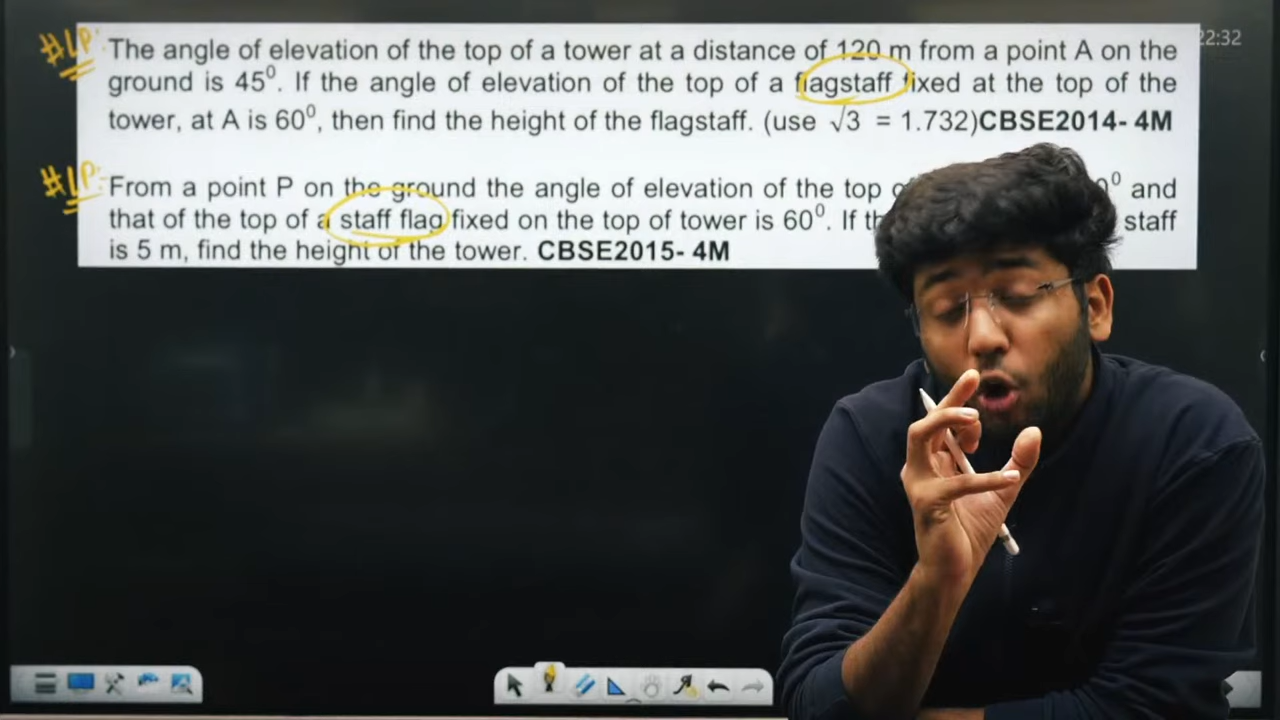 #LP: The angle of elevation of the top of a tower at a distance of 120 m from a point A on the
22:32
ground is 45⁰. If the angle of elevation of the top of a flagstaff fixed at the top of the
tower, at A is 60⁰, then find the height of the flagstaff. (use √3 = 1.732)CBSE2014- 4M
#LP: From a point P on the ground the angle of elevation of the top 0⁰ and
that of the top of a staff flag fixed on the top of tower is 60⁰. If staff
is 5 m, find the height of the tower. CBSE2015- 4M